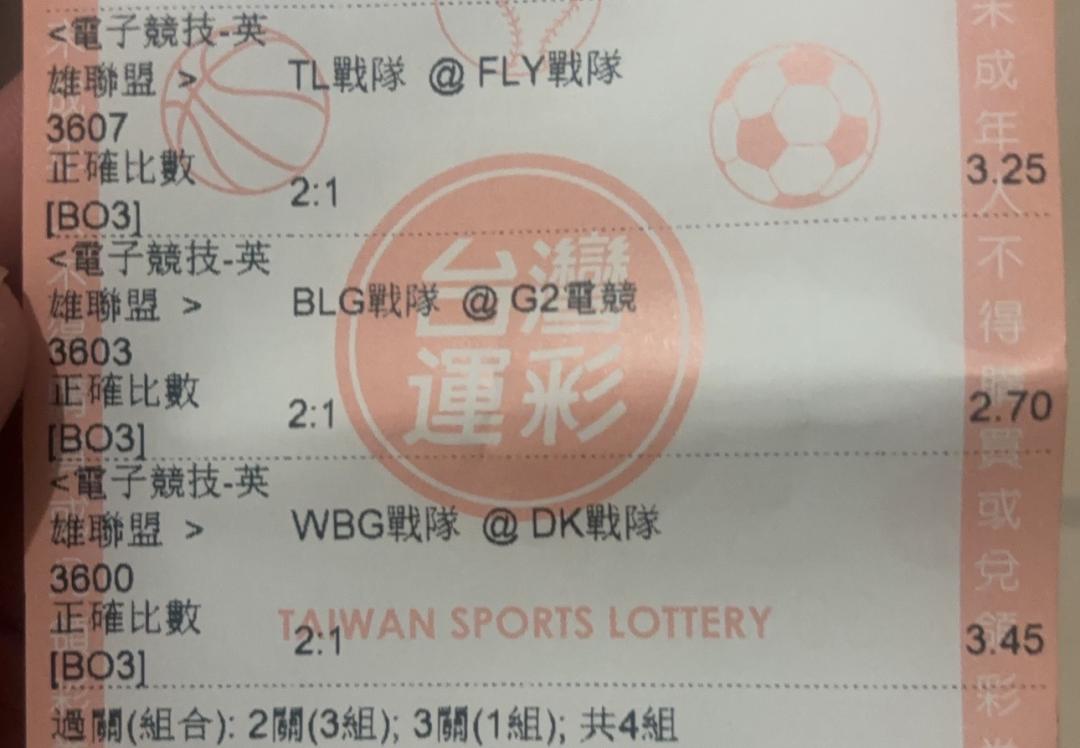 <電子競技-英
雄聯盟 > TL戰隊 @ FLY戰隊
3607
正確比數 3.25
2:1
[BO3]
<電子競技-英
雄聯盟 > BLG戰隊 @ G2電競
3603
正確比數 2.70
2:1
[BO3]
<電子競技-英
雄聯盟 > WBG戰隊 @ DK戰隊
3600
正確比數 3.45
2:1
[BO3]
過關(組合): 2關(3組); 3關(1組); 共4組
台灣
運彩
TAIWAN SPORTS LOTTERY
未成年人不得購買或兌領彩